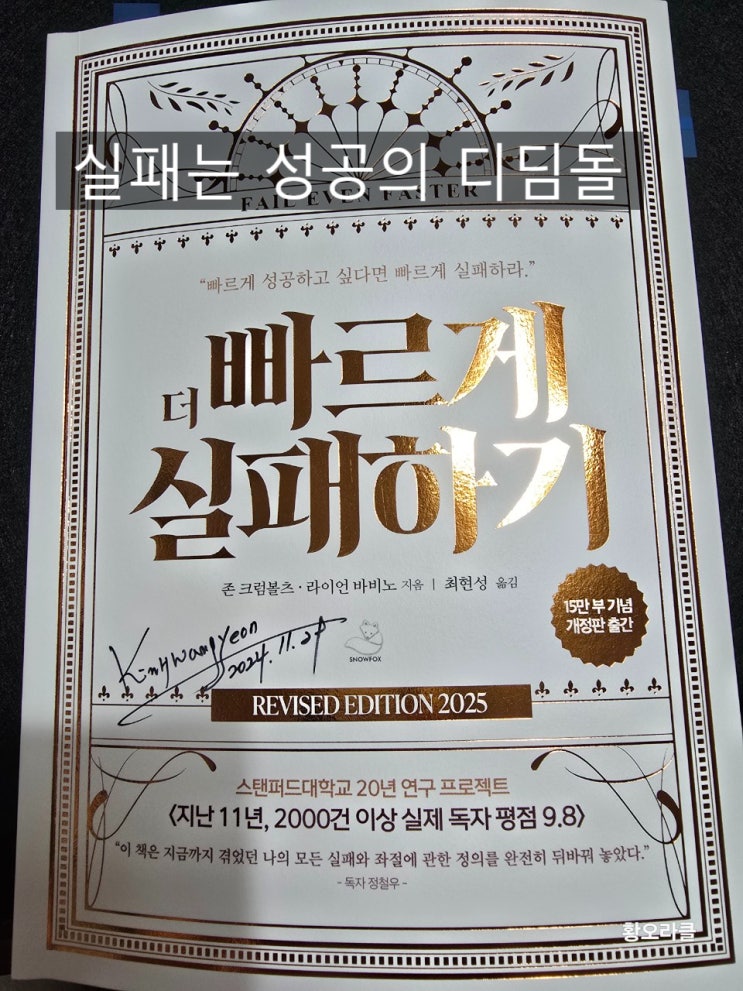 실패는 성공의 디딤돌
FAIL EVEN FASTER
“빠르게 성공하고 싶다면 빠르게 실패하라.”
더 빠르게
실패하기
존 크럼볼츠 · 라이언 바비노 지음 | 최현성 옮김
15만 부 기념
개정판 출간
KimHwangYeon
2024. 11. 29
SNOWFOX
REVISED EDITION 2025
스탠퍼드대학교 20년 연구 프로젝트
〈지난 11년, 2000건 이상 실제 독자 평점 9.8〉
“이 책은 지금까지 겪었던 나의 모든 실패와 좌절에 관한 정의를 완전히 뒤바꿔 놓았다.”
- 독자 정철우 -
황오라클